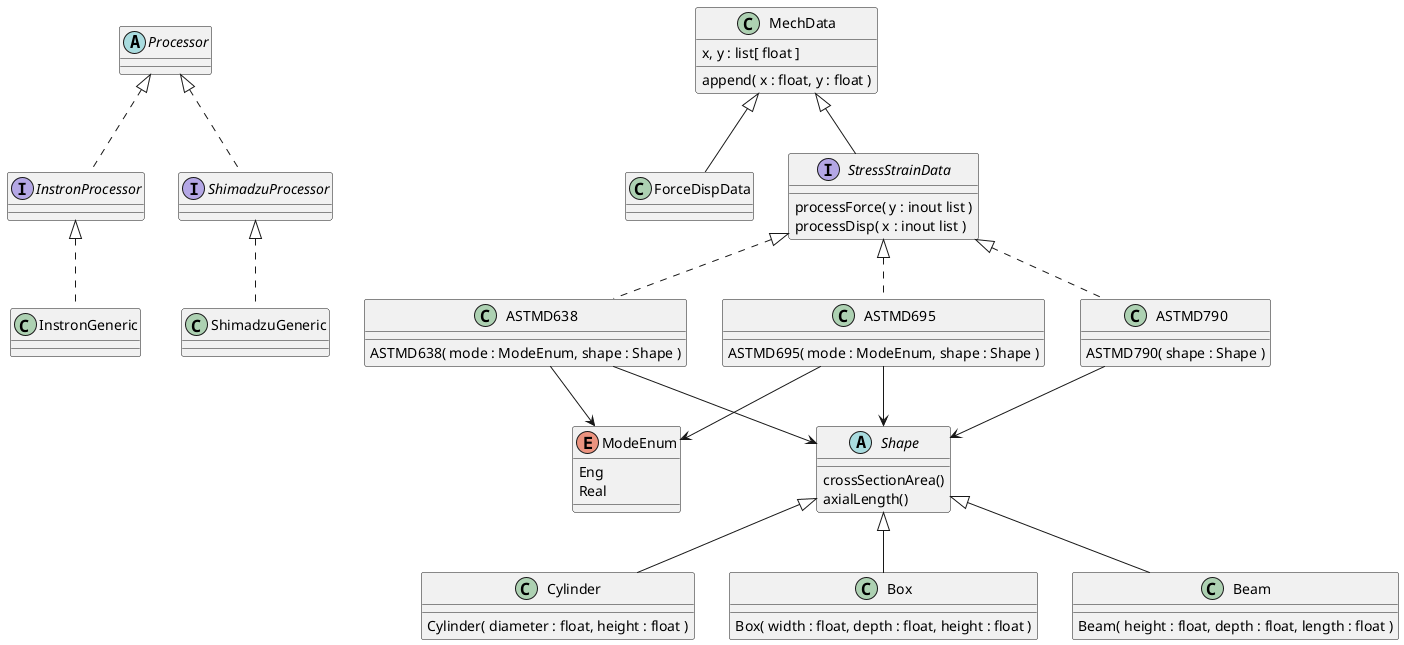 A Processor
I InstronProcessor
I ShimadzuProcessor
C InstronGeneric
C ShimadzuGeneric
C MechData
x, y : list[ float ]
append( x : float, y : float )
C ForceDispData
I StressStrainData
processForce( y : inout list )
processDisp( x : inout list )
C ASTMD638
ASTMD638( mode : ModeEnum, shape : Shape )
C ASTMD695
ASTMD695( mode : ModeEnum, shape : Shape )
C ASTMD790
ASTMD790( shape : Shape )
E ModeEnum
Eng
Real
A Shape
crossSectionArea()
axialLength()
C Cylinder
Cylinder( diameter : float, height : float )
C Box
Box( width : float, depth : float, height : float )
C Beam
Beam( height : float, depth : float, length : float )